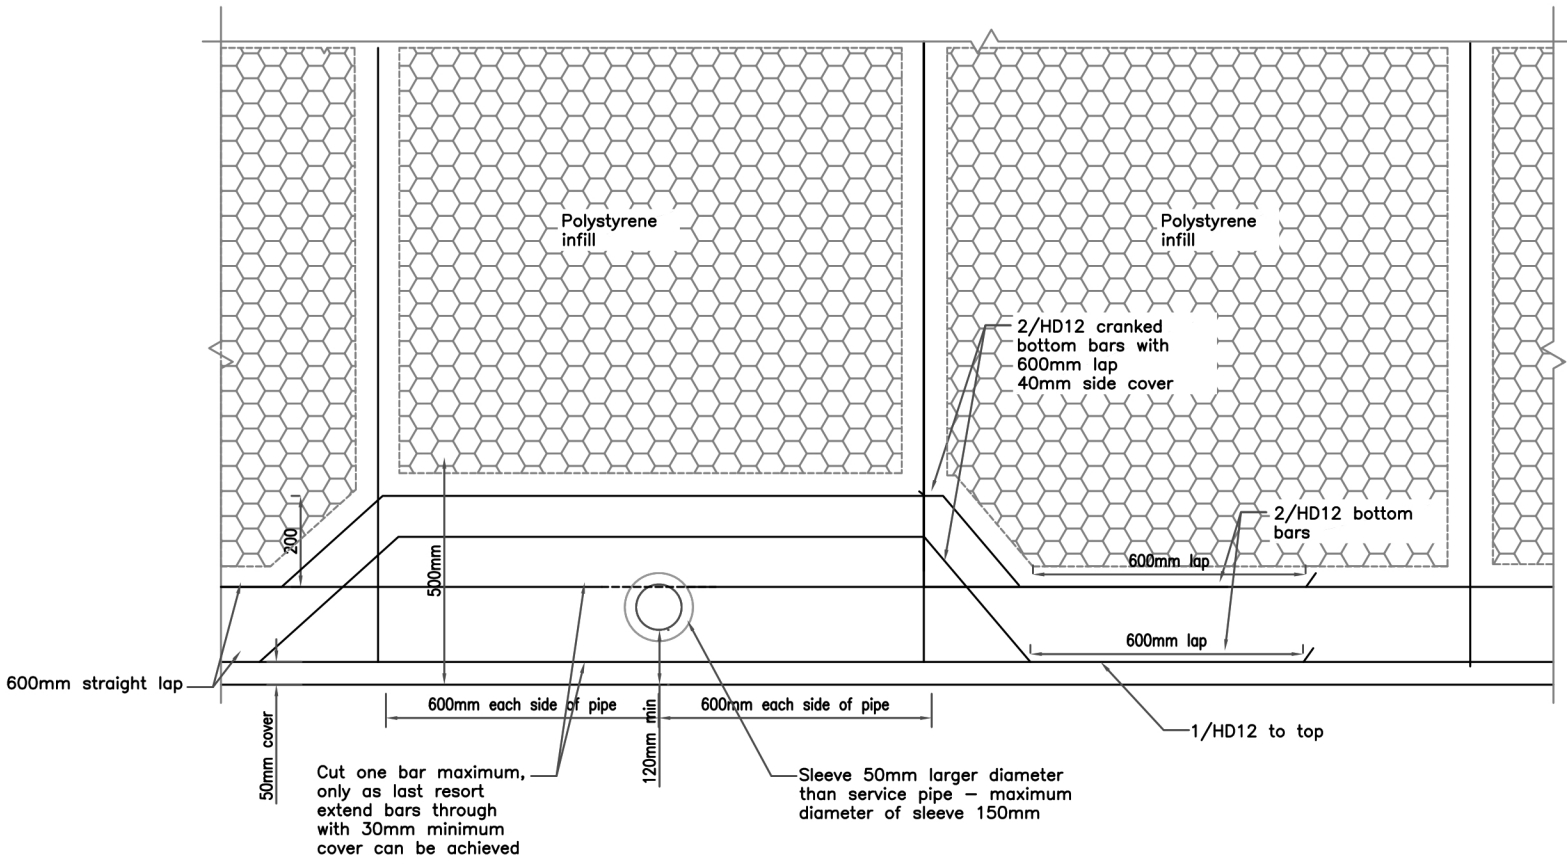 Polystyrene
infill
Polystyrene
infill
2/HD12 cranked
bottom bars with
600mm lap
40mm side cover
2/HD12 bottom
bars
200
500mm
600mm lap
600mm lap
600mm straight lap
50mm cover
600mm each side of pipe
120mm min
600mm each side of pipe
1/HD12 to top
Cut one bar maximum,
only as last resort
extend bars through
with 30mm minimum
cover can be achieved
Sleeve 50mm larger diameter
than service pipe – maximum
diameter of sleeve 150mm